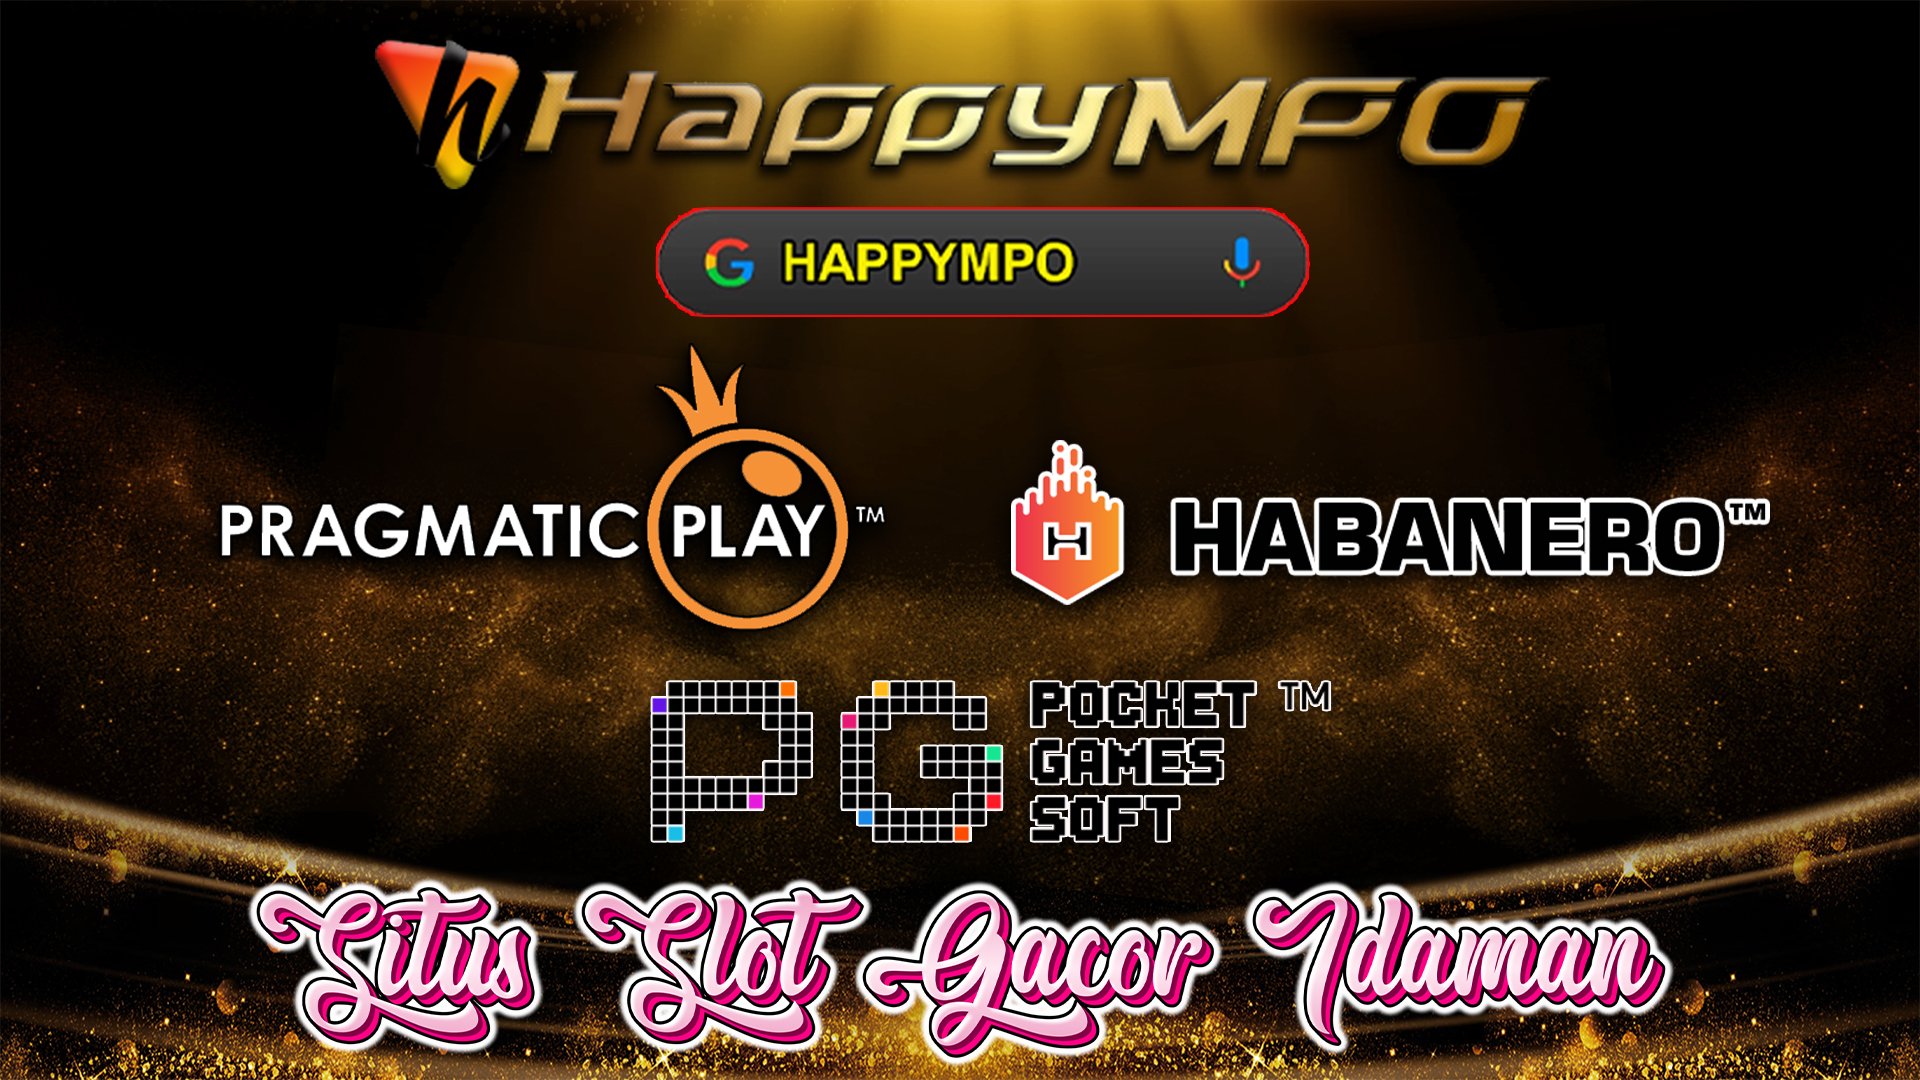 HappyMPO
HAPPYMPO
PRAGMATIC PLAY™
HABANERO™
PG POCKET ™
GAMES
SOFT
Situs Slot Gacor Idaman